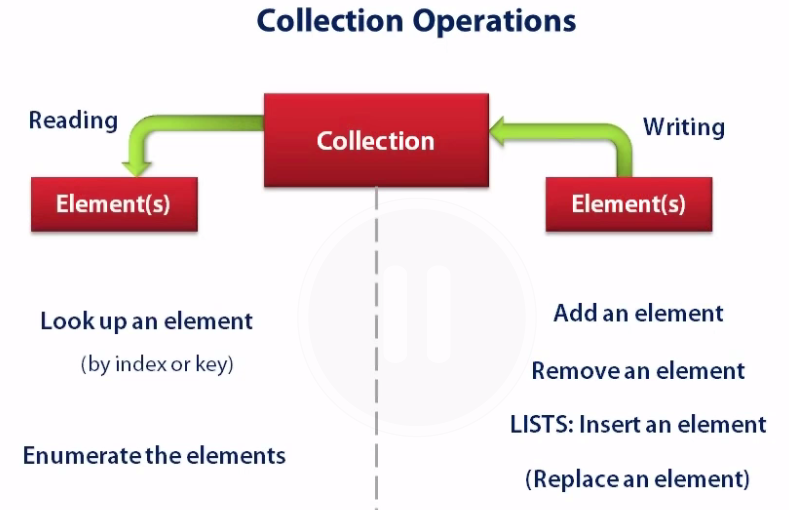 Collection Operations
Reading
Collection
Writing
Element(s)
Element(s)
Look up an element
(by index or key)
Enumerate the elements
Add an element
Remove an element
LISTS: Insert an element
(Replace an element)